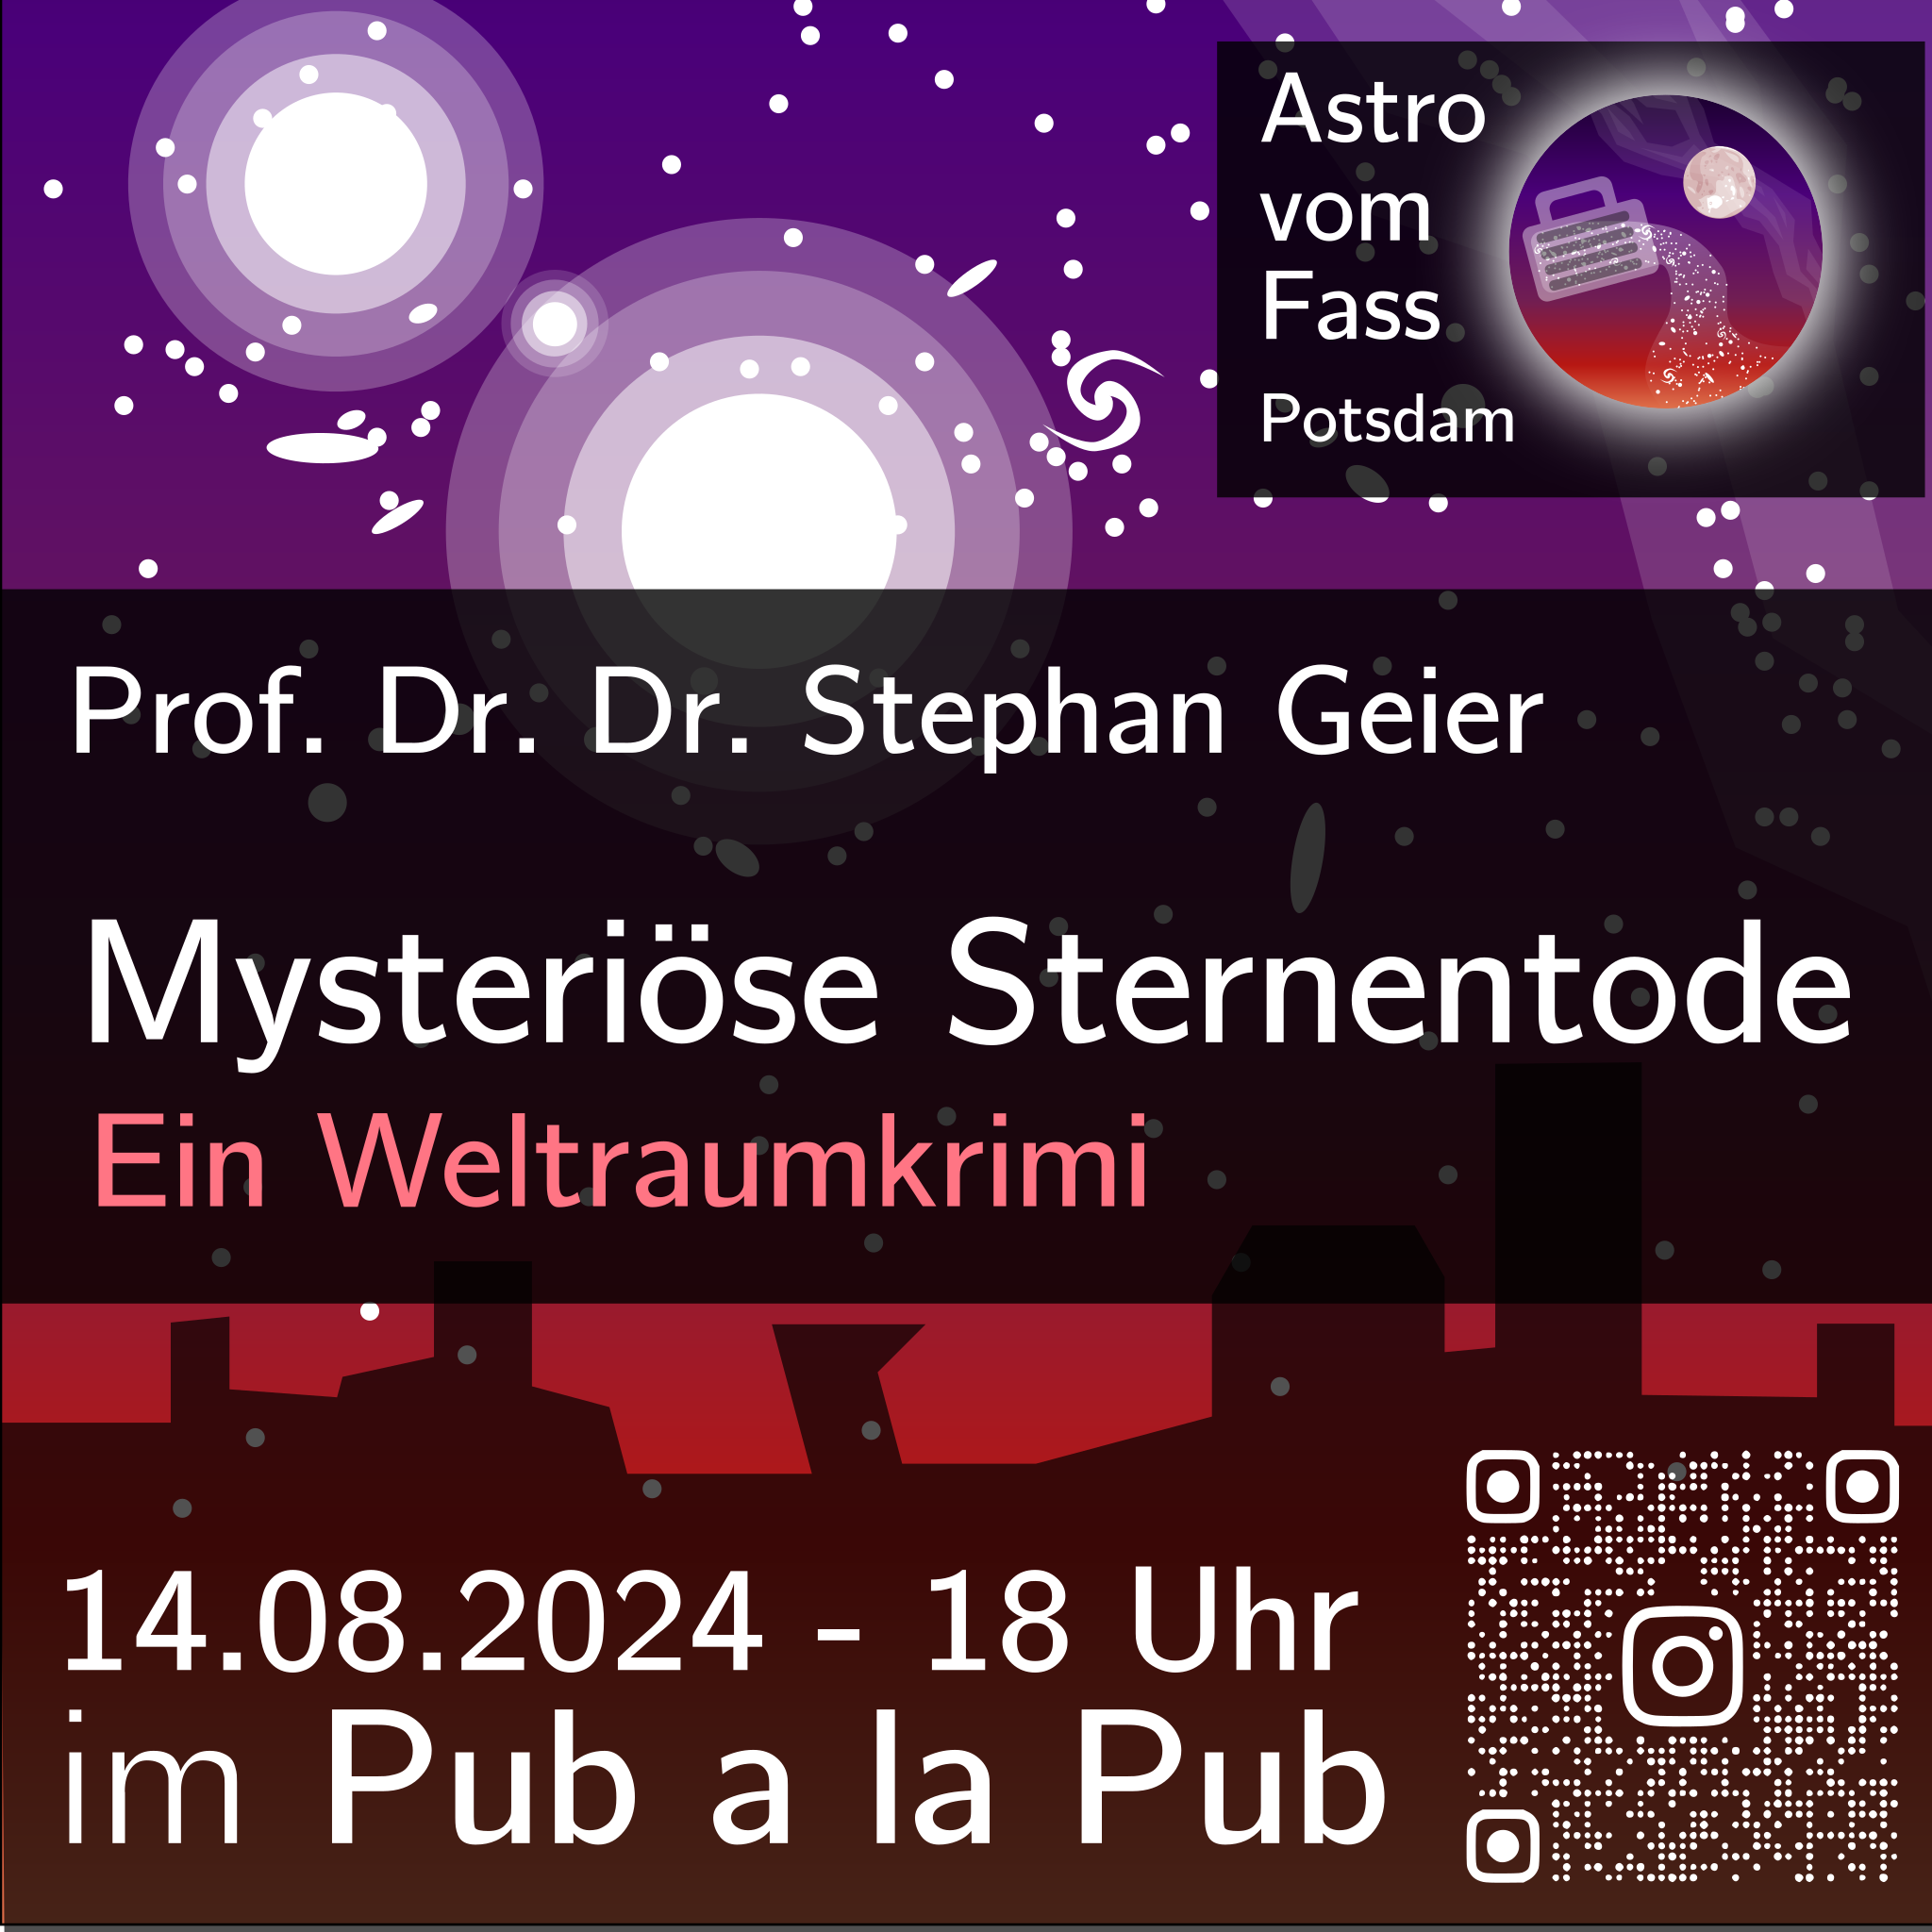 Astro
vom
Fass
Potsdam
Prof. Dr. Dr. Stephan Geier
Mysteriöse Sternentode
Ein Weltraumkrimi
14.08.2024 - 18 Uhr
im Pub a la Pub